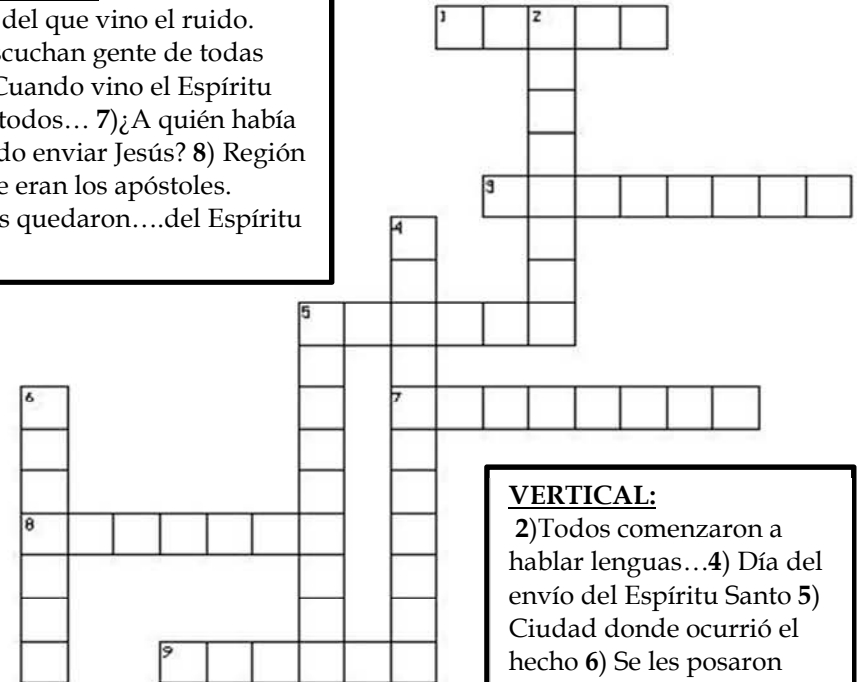 del que vino el ruido.
scuchan gente de todas
Cuando vino el Espíritu
todos… 7)¿A quién había
do enviar Jesús? 8) Región
e eran los apóstoles.
s quedaron….del Espíritu
1
2
3
4
5
6
7
8
9
VERTICAL:
2)Todos comenzaron a
hablar lenguas…4) Día del
envío del Espíritu Santo 5)
Ciudad donde ocurrió el
hecho 6) Se les posaron